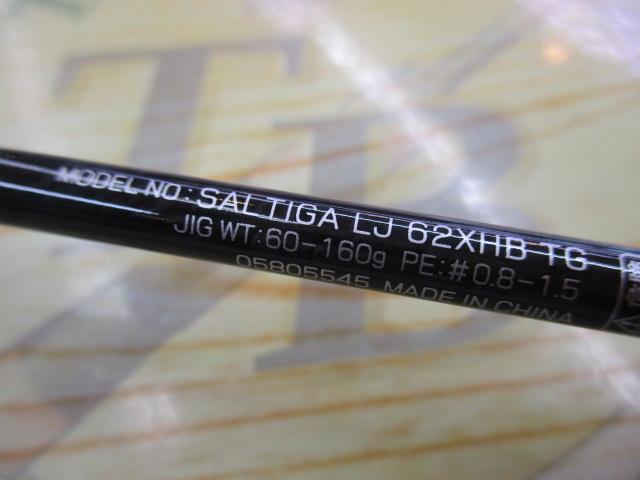 MODEL NO:SALTIGA LJ 62XHB TG
JIG WT:60-160g PE:#0.8-1.5
05805545 MADE IN CHINA
TB